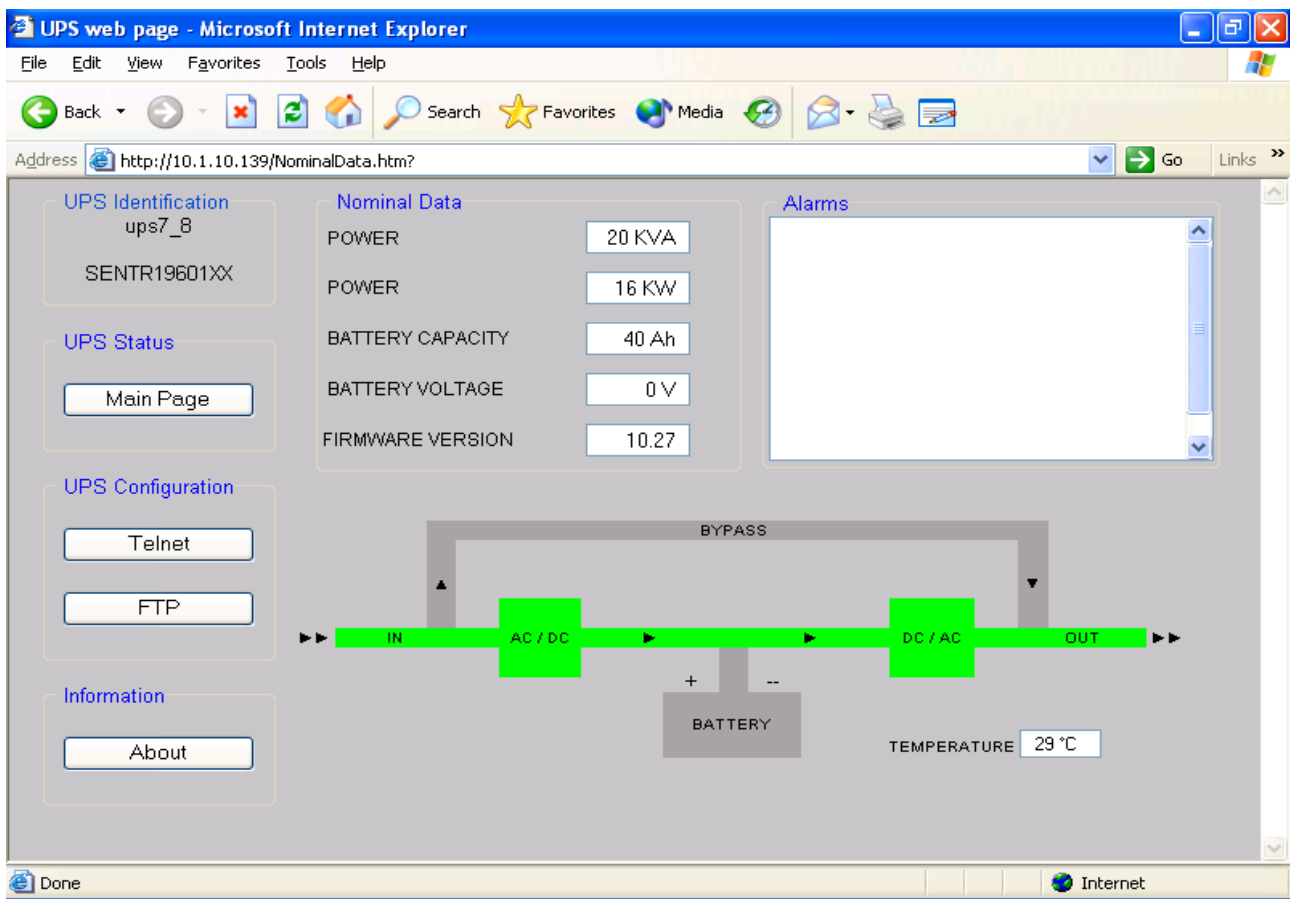 UPS web page - Microsoft Internet Explorer
File Edit View Favorites Tools Help
Back Search Favorites Media
Address http://10.1.10.139/NominalData.htm? Go Links »
UPS Identification
ups7_8
SENTR19601XX
UPS Status
Main Page
UPS Configuration
Telnet
FTP
Information
About
Nominal Data
POWER 20 KVA
POWER 16 KW
BATTERY CAPACITY 40 Ah
BATTERY VOLTAGE 0 V
FIRMWARE VERSION 10.27
Alarms
BYPASS
IN AC / DC DC / AC OUT
+ --
BATTERY
TEMPERATURE 29 °C
Done Internet